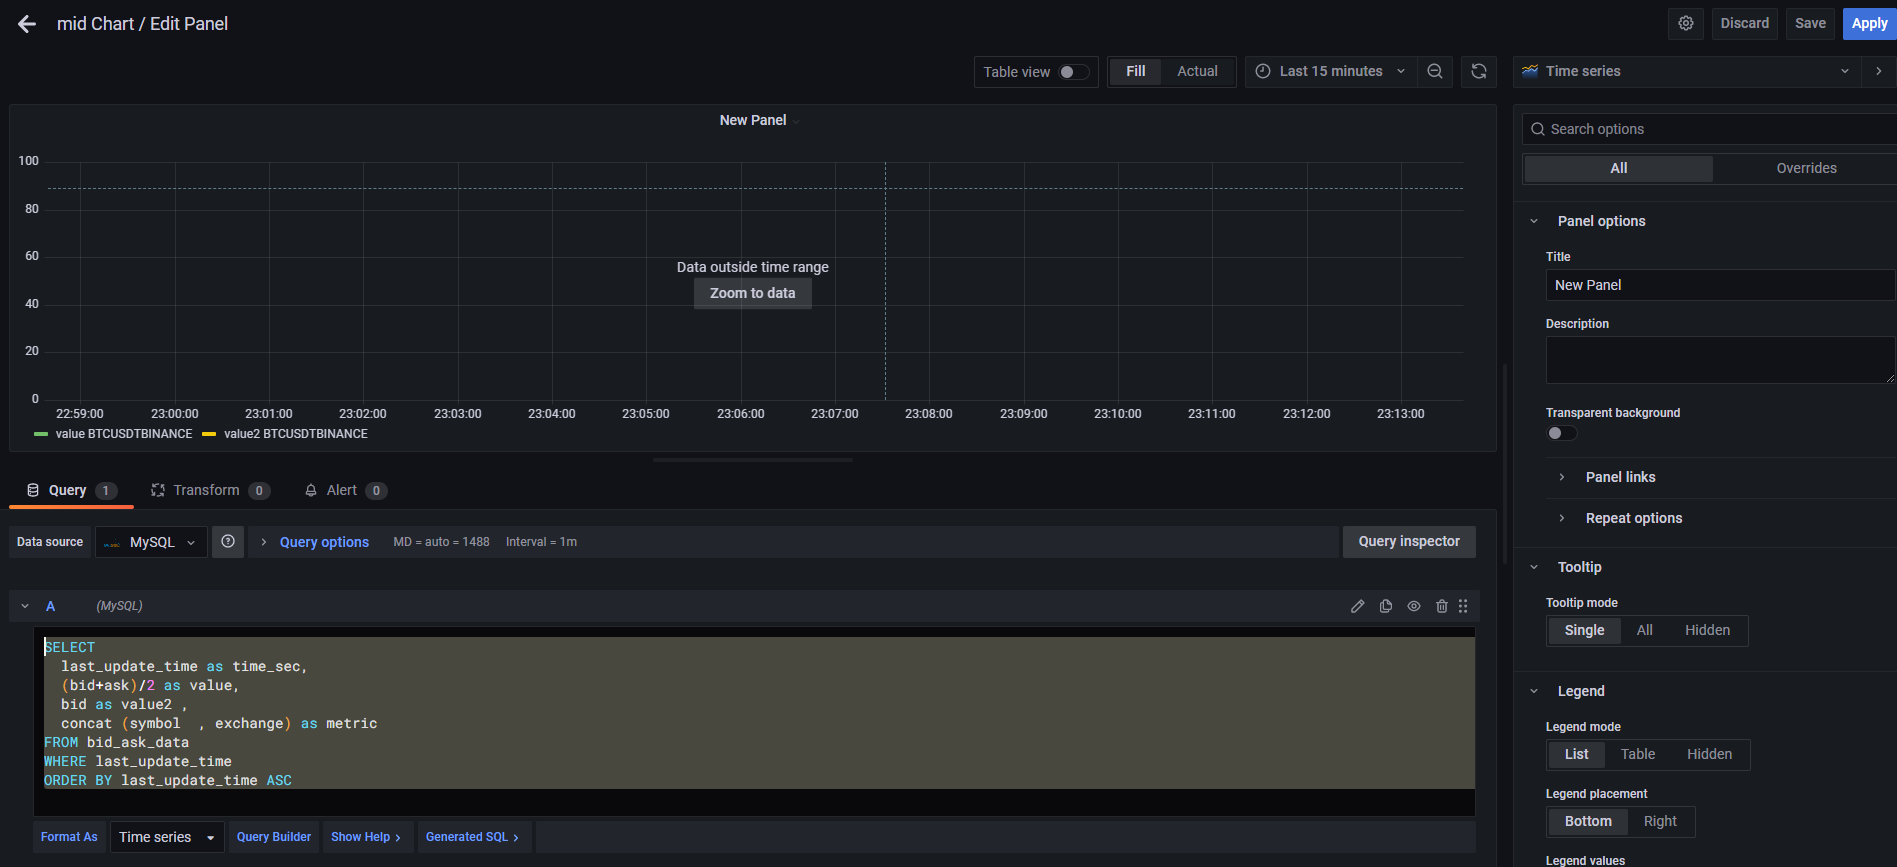 mid Chart / Edit Panel
Discard
Save
Apply
Table view
Fill
Actual
Last 15 minutes
Time series
New Panel
100
80
60
40
20
0
Data outside time range
Zoom to data
22:59:00 23:00:00 23:01:00 23:02:00 23:03:00 23:04:00 23:05:00 23:06:00 23:07:00 23:08:00 23:09:00 23:10:00 23:11:00 23:12:00 23:13:00
value BTCUSDTBINANCE value2 BTCUSDTBINANCE
Query 1
Transform 0
Alert 0
Data source
MySQL
Query options
MD = auto = 1488
Interval = 1m
Query inspector
A
(MySQL)
SELECT
last_update_time as time_sec,
(bid+ask)/2 as value,
bid as value2 ,
concat (symbol , exchange) as metric
FROM bid_ask_data
WHERE last_update_time
ORDER BY last_update_time ASC
Format As
Time series
Query Builder
Show Help >
Generated SQL >
Search options
All
Overrides
Panel options
Title
New Panel
Description
Transparent background
Panel links
Repeat options
Tooltip
Tooltip mode
Single
All
Hidden
Legend
Legend mode
List
Table
Hidden
Legend placement
Bottom
Right
Legend values